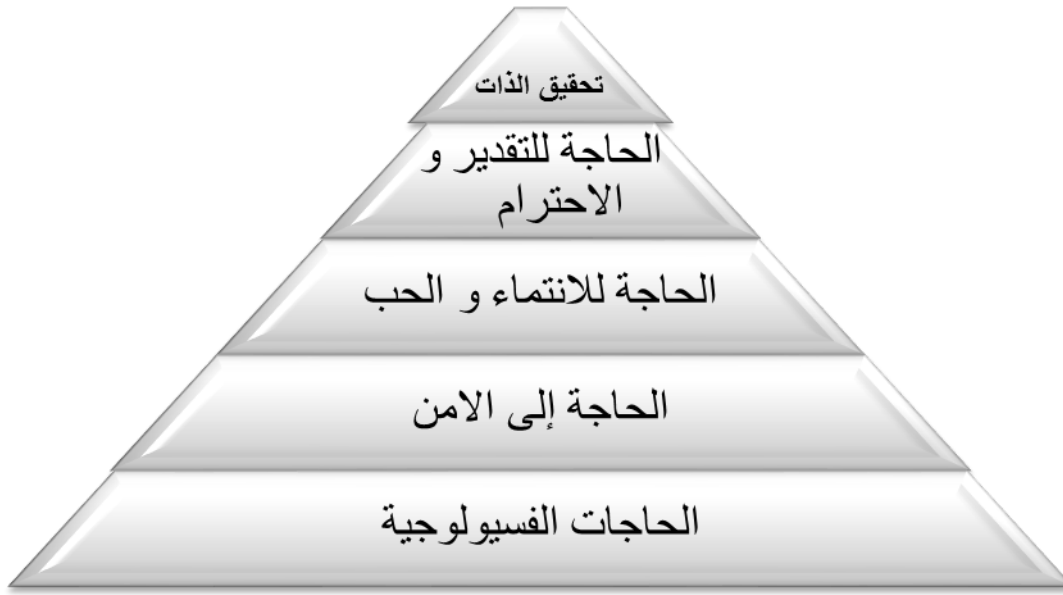 تحقيق الذات
الحاجة للتقدير و
الاحترام
الحاجة للانتماء و الحب
الحاجة إلى الامن
الحاجات الفسيولوجية